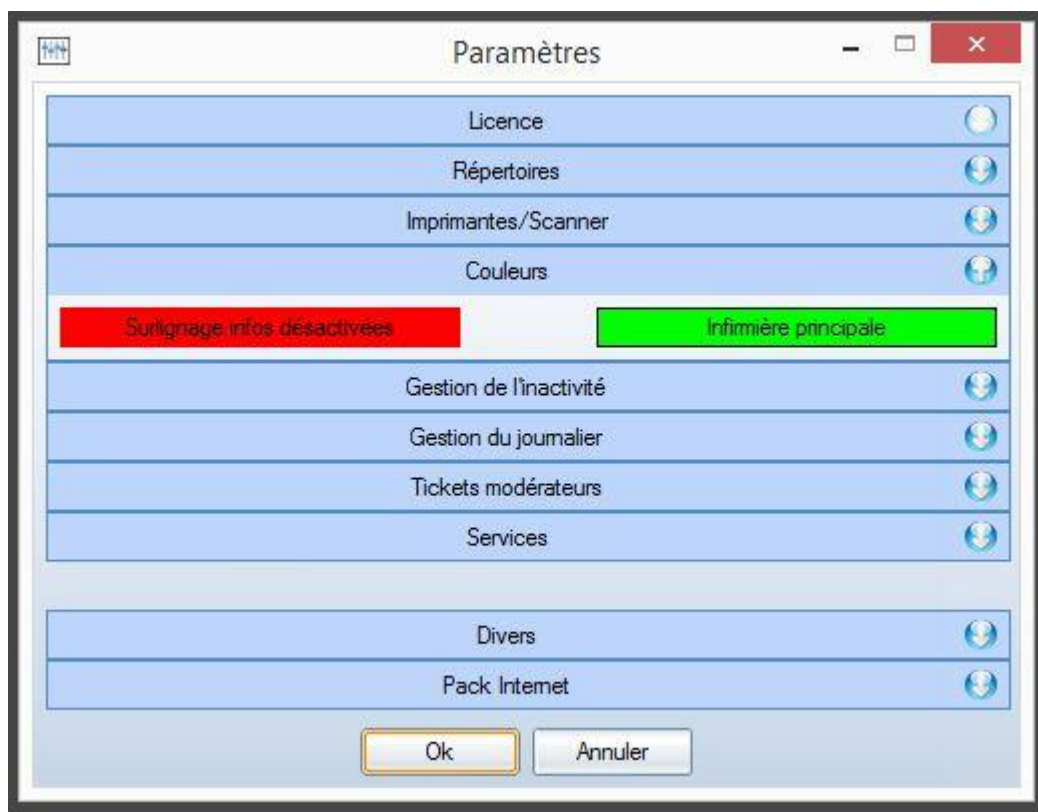 Paramètres
Licence
Répertoires
Imprimantes/Scanner
Couleurs
Surlignage infos désactivées
Infirmière principale
Gestion de l'inactivité
Gestion du journalier
Tickets modérateurs
Services
Divers
Pack Internet
Ok
Annuler